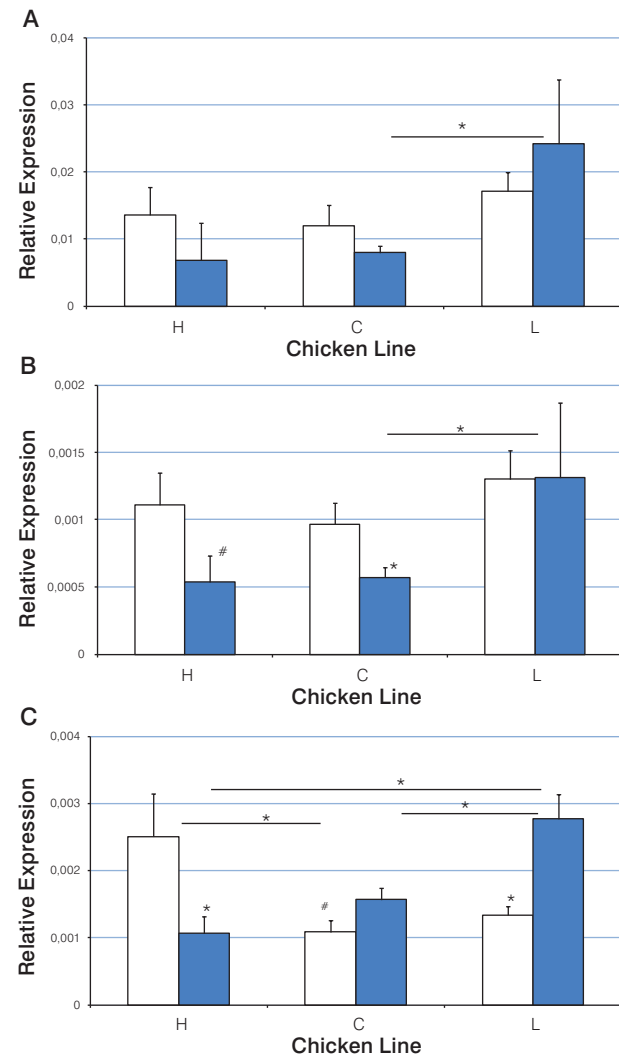 A
0,04
0,03
*
0,02
0,01
0
Relative Expression
H C L
Chicken Line
B
0,002
*
0,0015
0,001
#
*
0,0005
0
Relative Expression
H C L
Chicken Line
C
0,004
*
0,003
*
*
0,002
*
#
*
0,001
0
Relative Expression
H C L
Chicken Line